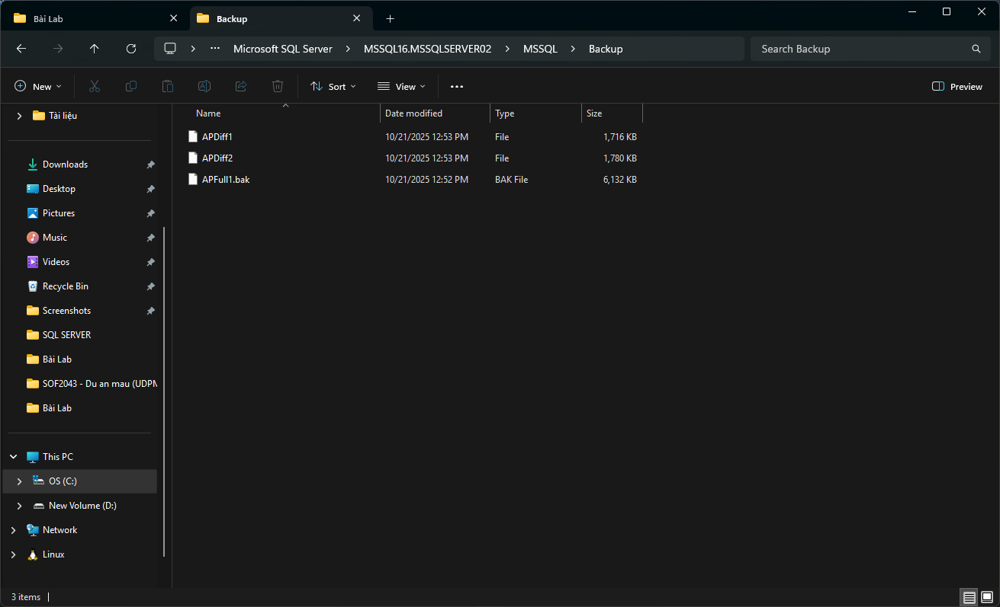 Bài Lab
Backup
Microsoft SQL Server
MSSQL16.MSSQLSERVER02
MSSQL
Backup
Search Backup
New
Sort
View
Preview
Tài liệu
Downloads
Desktop
Pictures
Music
Videos
Recycle Bin
Screenshots
SQL SERVER
Bài Lab
SOF2043 - Du an mau (UDPM
Bài Lab
This PC
OS (C:)
New Volume (D:)
Network
Linux
Name Date modified Type Size
APDiff1 10/21/2025 12:53 PM File 1,716 KB
APDiff2 10/21/2025 12:53 PM File 1,780 KB
APFull1.bak 10/21/2025 12:52 PM BAK File 6,132 KB
3 items